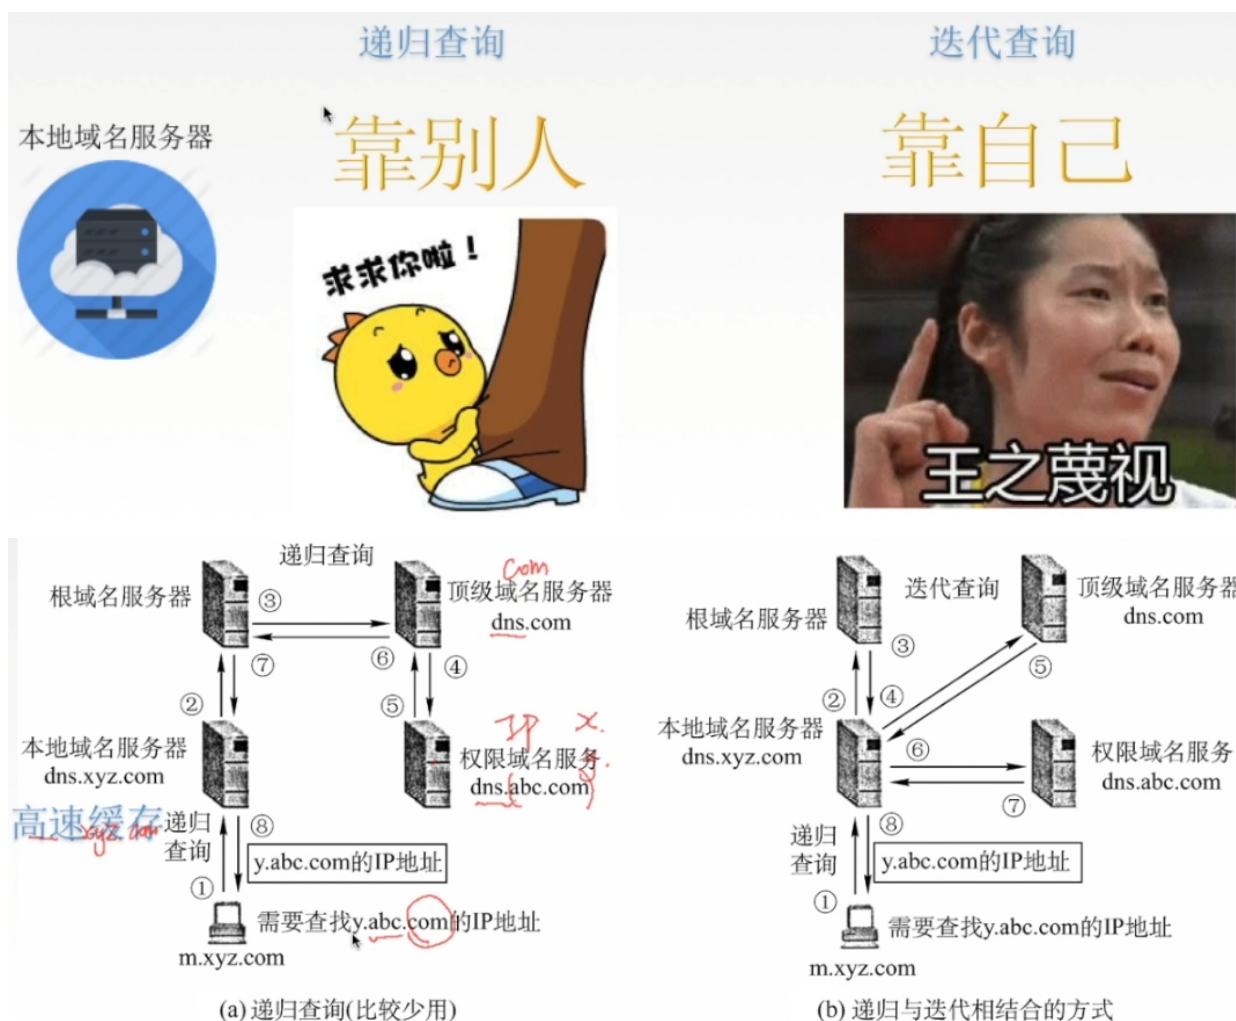 递归查询
迭代查询
本地域名服务器
靠别人
靠自己
求求你啦！
王之蔑视
递归查询
com
根域名服务器
③
顶级域名服务器
dns.com
⑥
⑦
④
②
⑤
IP x.
本地域名服务器
dns.xyz.com
权限域名服务
dns.abc.com
高速缓存
xyz.com
递归
查询
⑧
y.abc.com的IP地址
①
需要查找y.abc.com的IP地址
m.xyz.com
(a) 递归查询(比较少用)
迭代查询
根域名服务器
顶级域名服务器
dns.com
③
⑤
②
④
本地域名服务器
dns.xyz.com
⑥
权限域名服务
dns.abc.com
⑦
⑧
递归
查询
y.abc.com的IP地址
①
需要查找y.abc.com的IP地址
m.xyz.com
(b) 递归与迭代相结合的方式